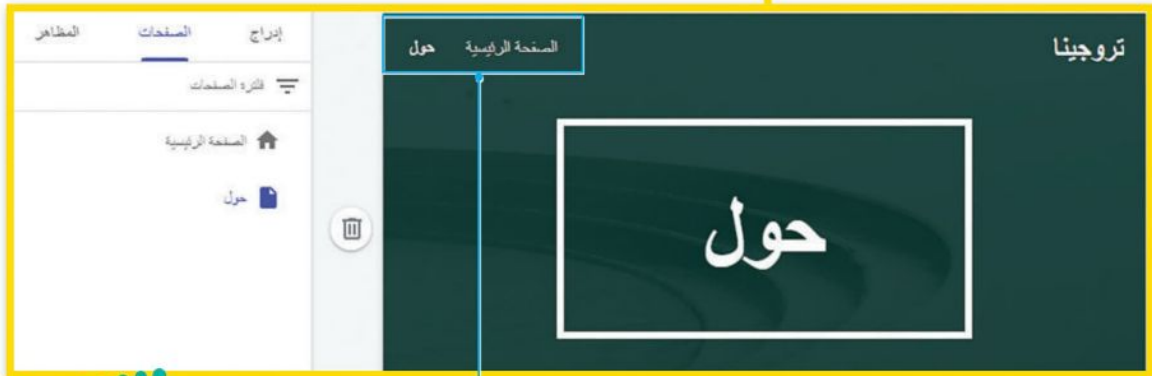 تروجينا
الصفحة الرئيسية حول
حول
إدراج الصفحات المظاهر
فلترة الصفحات
الصفحة الرئيسية
حول